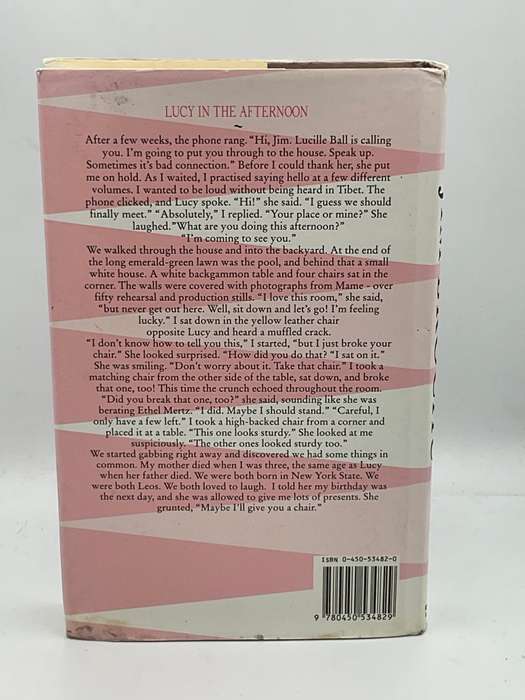 LUCY IN THE AFTERNOON
~
After a few weeks, the phone rang. “Hi, Jim. Lucille Ball is calling
you. I’m going to put you through to the house. Speak up.
Sometimes it’s bad connection.” Before I could thank her, she put
me on hold. As I waited, I practised saying hello at a few different
volumes. I wanted to be loud without being heard in Tibet. The
phone clicked, and Lucy spoke. “Hi!” she said. “I guess we should
finally meet.” “Absolutely,” I replied. “Your place or mine?” She
laughed.”What are you doing this afternoon?”
“I’m coming to see you.”
We walked through the house and into the backyard. At the end of
the long emerald-green lawn was the pool, and behind that a small
white house. A white backgammon table and four chairs sat in the
corner. The walls were covered with photographs from Mame - over
fifty rehearsal and production stills. “I love this room,” she said,
“but never get out here. Well, sit down and let’s go! I’m feeling
lucky.” I sat down in the yellow leather chair
opposite Lucy and heard a muffled crack.
“I don’t know how to tell you this,” I started, “but I just broke your
chair.” She looked surprised. “How did you do that? “I sat on it.”
She was smiling. “Don’t worry about it. Take that chair.” I took a
matching chair from the other side of the table, sat down, and broke
that one, too! This time the crunch echoed throughout the room.
“Did you break that one, too?” she said, sounding like she was
berating Ethel Mertz. “I did. Maybe I should stand.” “Careful, I
only have a few left.” I took a high-backed chair from a corner and
placed it at a table. “This one looks sturdy.” She looked at me
suspiciously. “The other ones looked sturdy too.”
We started gabbing right away and discovered we had some things in
common. My mother died when I was three, the same age as Lucy
when her father died. We were both born in New York State. We
were both Leos. We both loved to laugh. I told her my birthday was
the next day, and she was allowed to give me lots of presents. She
grunted, “Maybe I’ll give you a chair.”
ISBN 0-450-53482-0
9 780450 534829